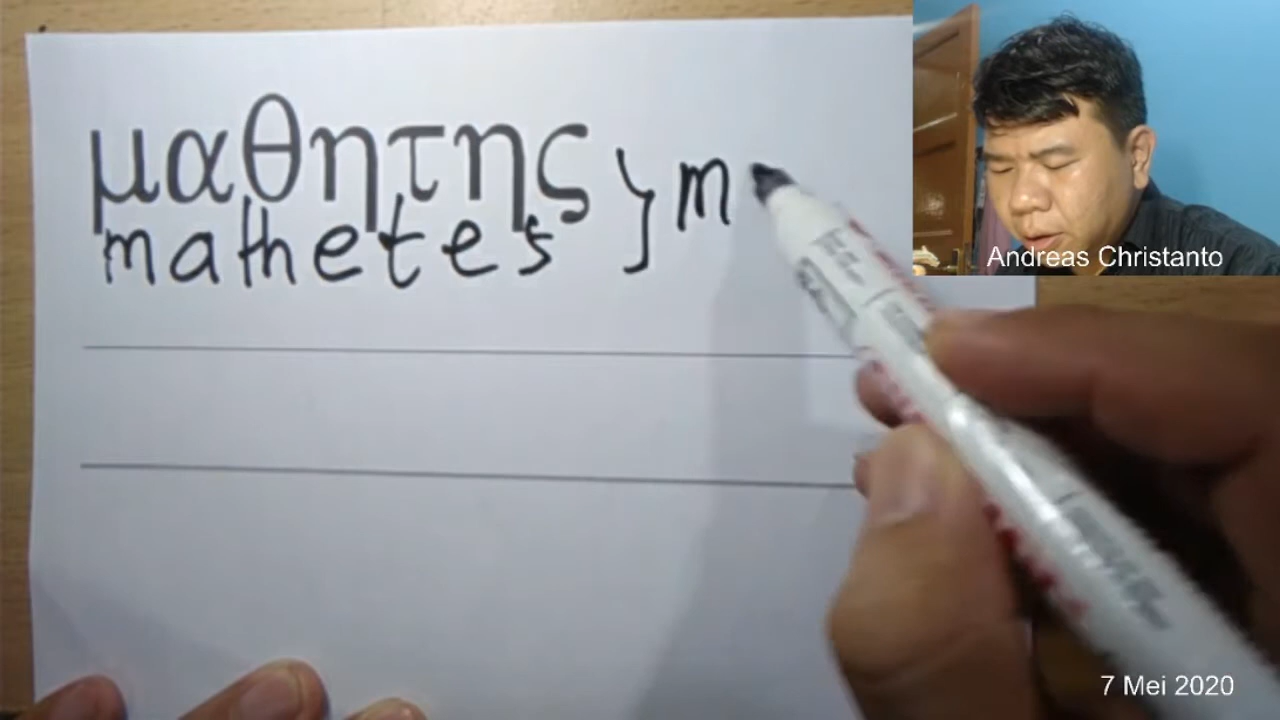 μαθητης
mathetes } m
Andreas Christanto
7 Mei 2020